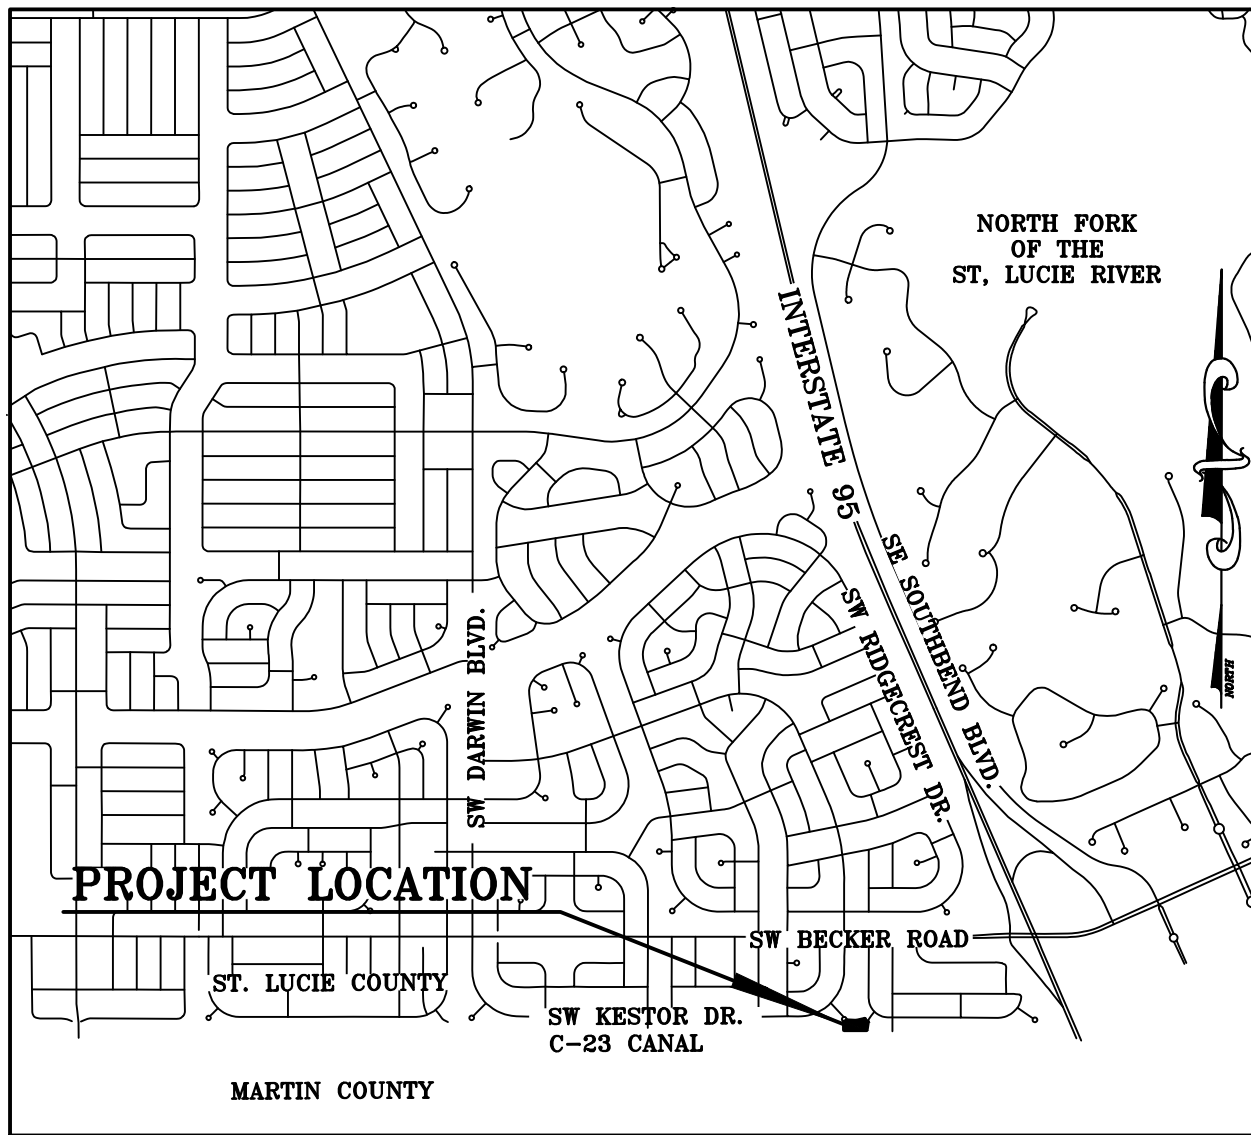 NORTH FORK
OF THE
ST, LUCIE RIVER
INTERSTATE 95
SE SOUTHBEND BLVD.
SW RIDGECREST DR.
SW DARWIN BLVD.
NORTH
PROJECT LOCATION
SW BECKER ROAD
ST. LUCIE COUNTY
SW KESTOR DR.
C-23 CANAL
MARTIN COUNTY